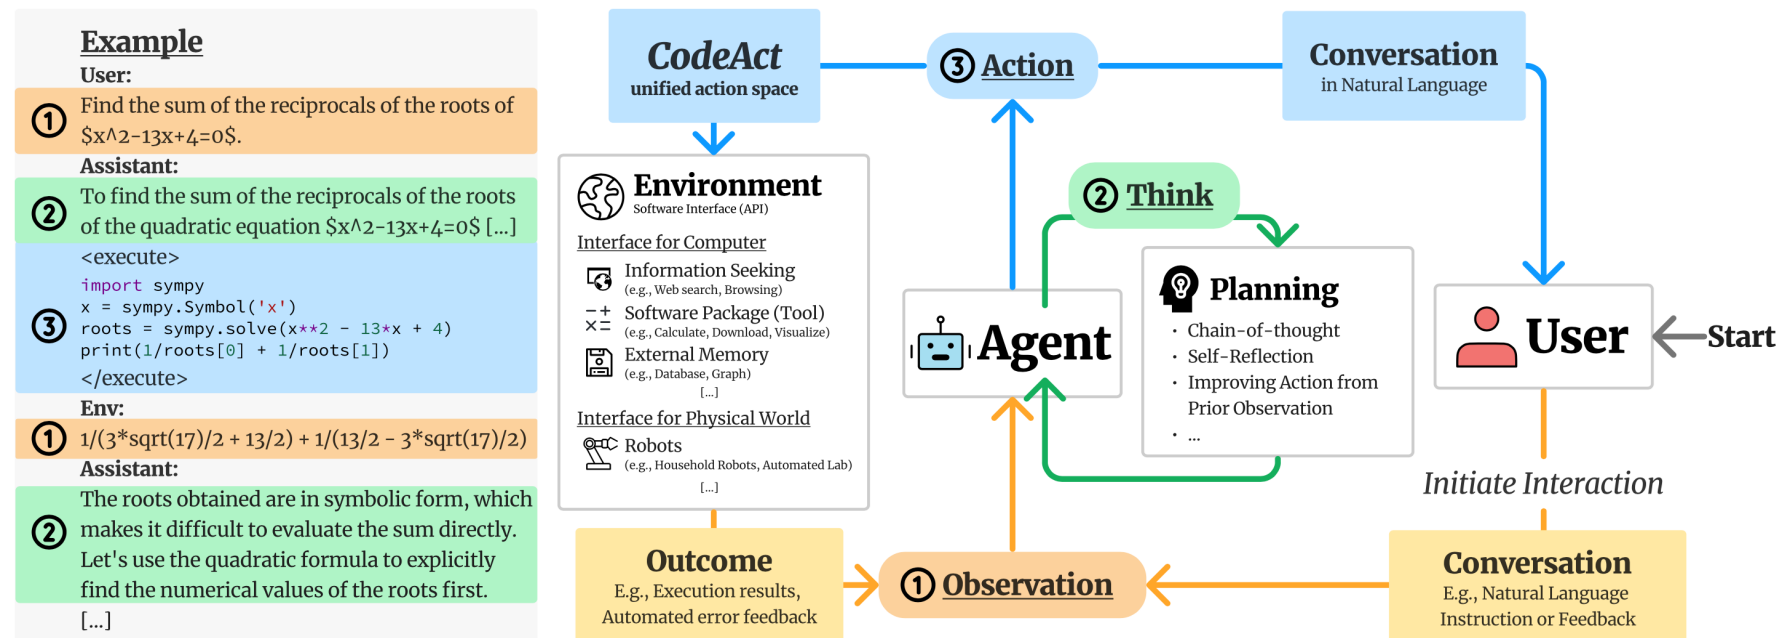 Example
User:
1 Find the sum of the reciprocals of the roots of
$x^2-13x+4=0$.
Assistant:
2 To find the sum of the reciprocals of the roots
of the quadratic equation $x^2-13x+4=0$ [...]
<execute>
import sympy
x = sympy.Symbol('x')
3 roots = sympy.solve(x**2 - 13*x + 4)
print(1/roots[0] + 1/roots[1])
</execute>
Env:
1 1/(3*sqrt(17)/2 + 13/2) + 1/(13/2 - 3*sqrt(17)/2)
Assistant:
The roots obtained are in symbolic form, which
2 makes it difficult to evaluate the sum directly.
Let's use the quadratic formula to explicitly
find the numerical values of the roots first.
[...]
CodeAct
unified action space
3 Action
Conversation
in Natural Language
Environment
Software Interface (API)
Interface for Computer
Information Seeking
(e.g., Web search, Browsing)
Software Package (Tool)
(e.g., Calculate, Download, Visualize)
External Memory
(e.g., Database, Graph)
[...]
Interface for Physical World
Robots
(e.g., Household Robots, Automated Lab)
[...]
2 Think
Agent
Planning
· Chain-of-thought
· Self-Reflection
· Improving Action from
Prior Observation
· ...
User
Start
Initiate Interaction
Outcome
E.g., Execution results,
Automated error feedback
1 Observation
Conversation
E.g., Natural Language
Instruction or Feedback